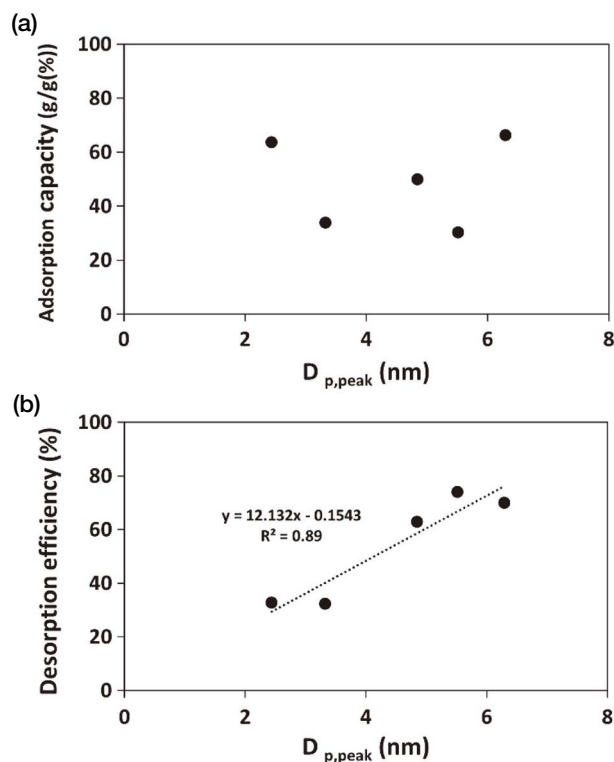 (a)
Adsorption capacity (g/g(%))
100
80
60
40
20
0
0 2 4 6 8
D p,peak (nm)
(b)
Desorption efficiency (%)
100
80
60
40
20
0
y = 12.132x - 0.1543
R² = 0.89
0 2 4 6 8
D p,peak (nm)